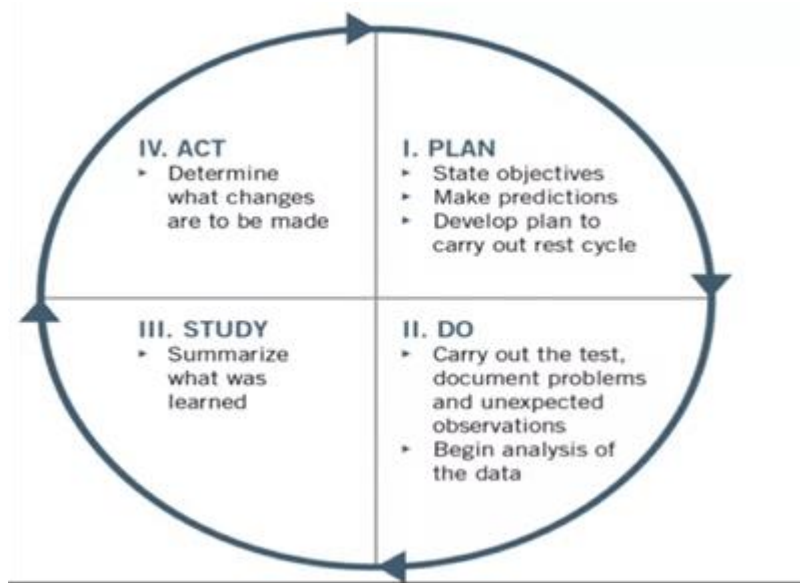 I. PLAN
‣ State objectives
‣ Make predictions
‣ Develop plan to
carry out rest cycle
II. DO
‣ Carry out the test,
document problems
and unexpected
observations
‣ Begin analysis of
the data
III. STUDY
‣ Summarize
what was
learned
IV. ACT
‣ Determine
what changes
are to be made